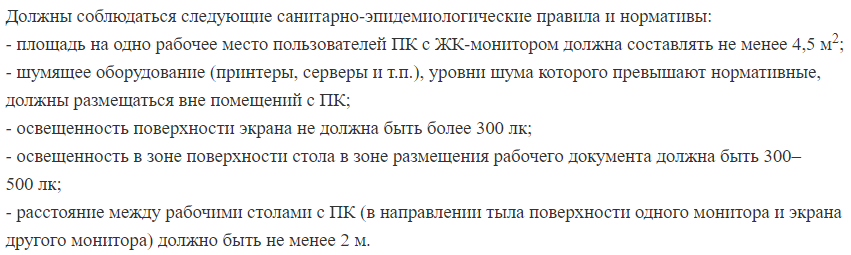 Должны соблюдаться следующие санитарно-эпидемиологические правила и нормативы:
- площадь на одно рабочее место пользователей ПК с ЖК-монитором должна составлять не менее 4,5 м²;
- шумящее оборудование (принтеры, серверы и т.п.), уровни шума которого превышают нормативные,
должны размещаться вне помещений с ПК;
- освещенность поверхности экрана не должна быть более 300 лк;
- освещенность в зоне поверхности стола в зоне размещения рабочего документа должна быть 300–
500 лк;
- расстояние между рабочими столами с ПК (в направлении тыла поверхности одного монитора и экрана
другого монитора) должно быть не менее 2 м.